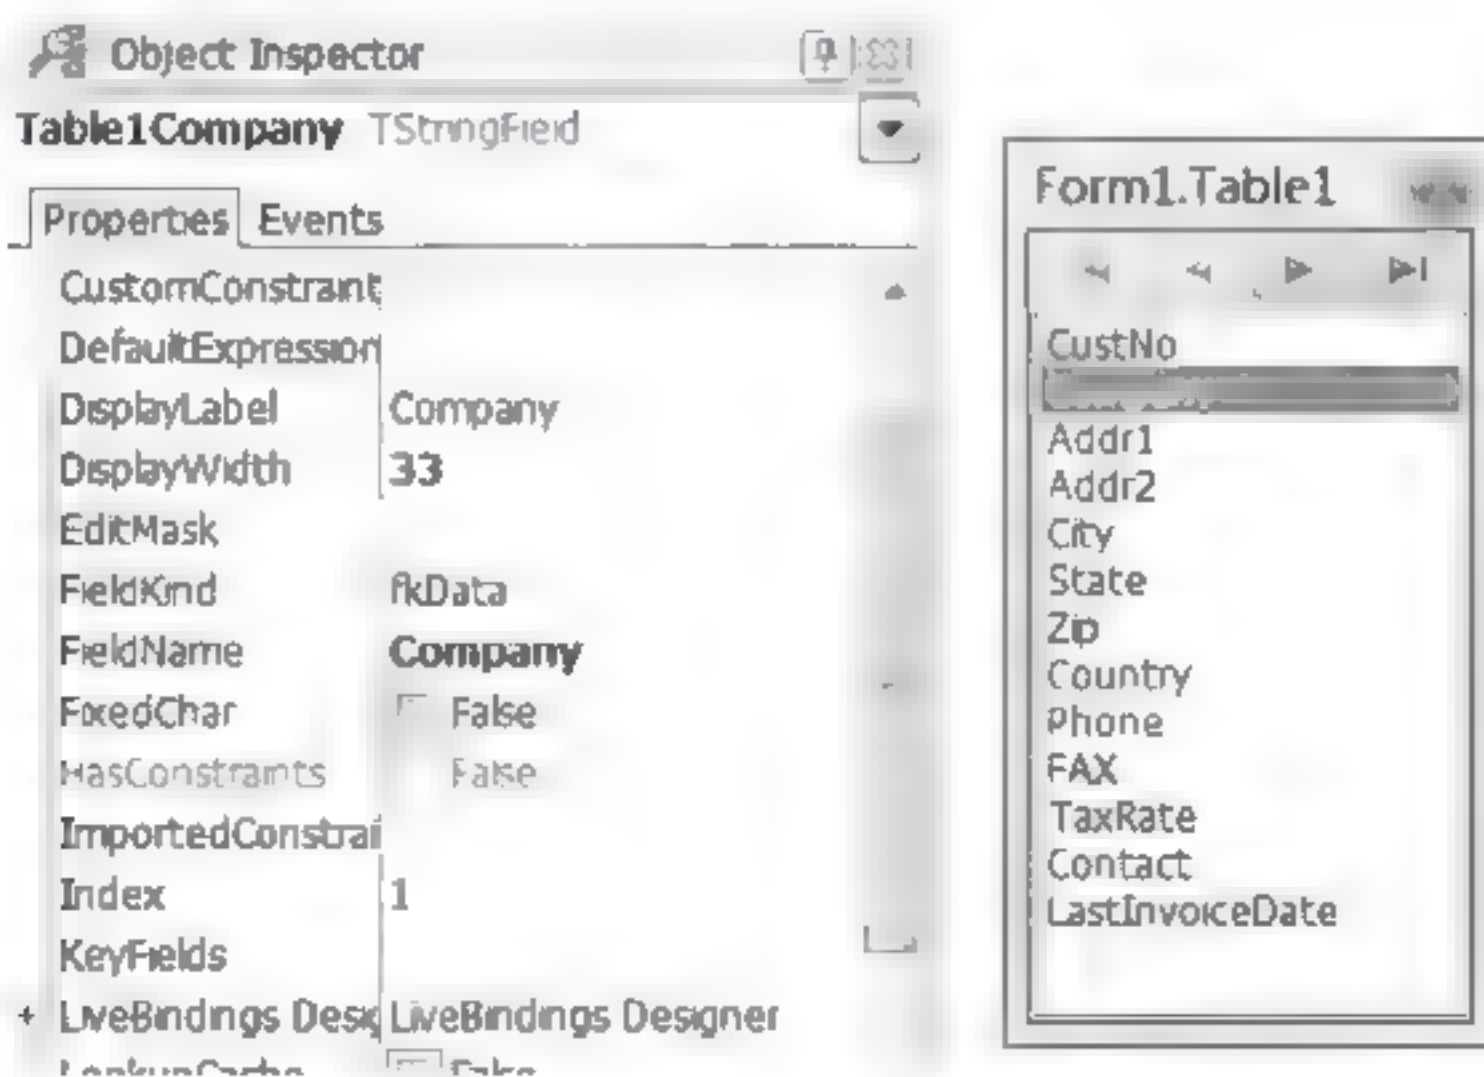 Object Inspector
Table1Company TStringField
Properties Events
CustomConstraint
DefaultExpression
DisplayLabel Company
DisplayWidth 33
EditMask
FieldKind fkData
FieldName Company
FixedChar False
HasConstraints False
ImportedConstrai
Index 1
KeyFields
+ LiveBindings Desig LiveBindings Designer
LookupCache False
Form1.Table1
CustNo
Addr1
Addr2
City
State
Zip
Country
Phone
FAX
TaxRate
Contact
LastInvoiceDate